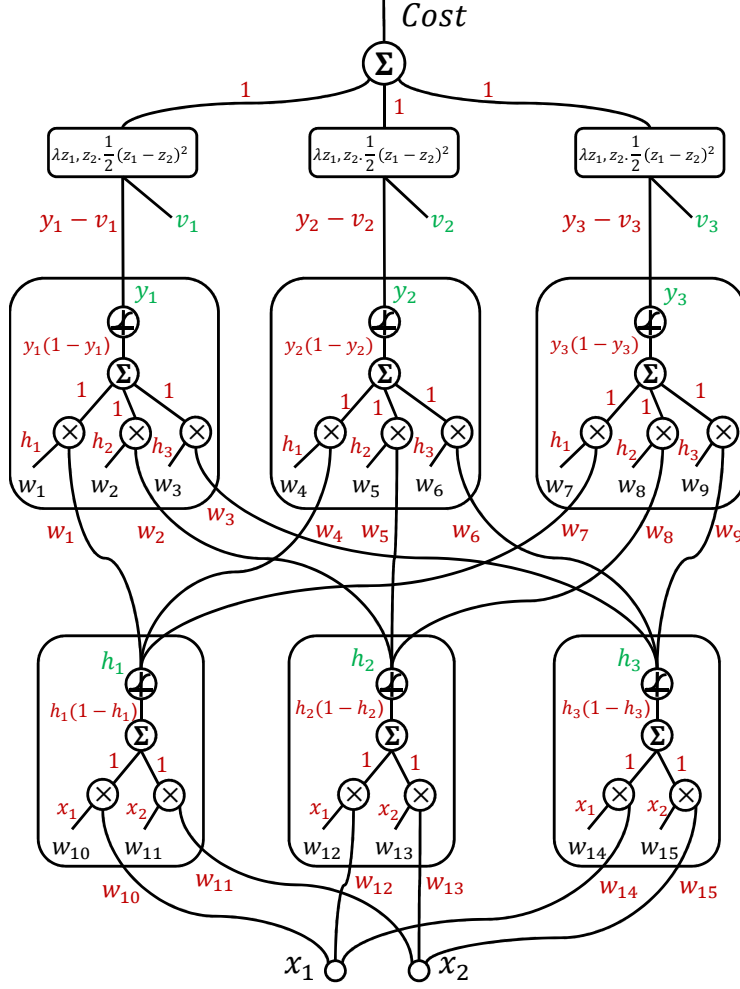 Cost
Σ
1 1 1
λz₁, z₂. 1/2 (z₁ − z₂)² λz₁, z₂. 1/2 (z₁ − z₂)² λz₁, z₂. 1/2 (z₁ − z₂)²
y₁ − v₁ v₁ y₂ − v₂ v₂ y₃ − v₃ v₃
y₁ y₂ y₃
y₁(1 − y₁) y₂(1 − y₂) y₃(1 − y₃)
Σ Σ Σ
1 1 1 1 1 1 1 1 1
× × × × × × × × ×
h₁ h₂ h₃ h₁ h₂ h₃ h₁ h₂ h₃
w₁ w₂ w₃ w₄ w₅ w₆ w₇ w₈ w₉
w₁ w₂ w₃ w₄ w₅ w₆ w₇ w₈ w₉
h₁ h₂ h₃
h₁(1 − h₁) h₂(1 − h₂) h₃(1 − h₃)
Σ Σ Σ
1 1 1 1 1 1
× × × × × ×
x₁ x₂ x₁ x₂ x₁ x₂
w₁₀ w₁₁ w₁₂ w₁₃ w₁₄ w₁₅
w₁₀ w₁₁ w₁₂ w₁₃ w₁₄ w₁₅
x₁ x₂